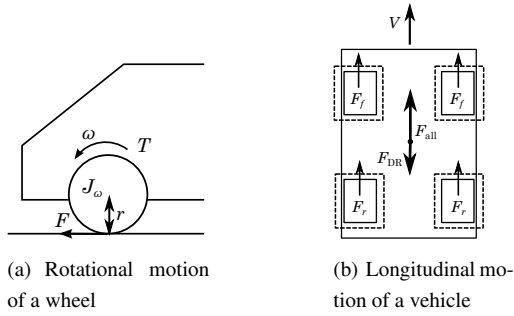 V
ω
T
J_ω
F
r
F_f
F_f
F_all
F_DR
F_r
F_r
(a) Rotational motion
of a wheel
(b) Longitudinal mo-
tion of a vehicle